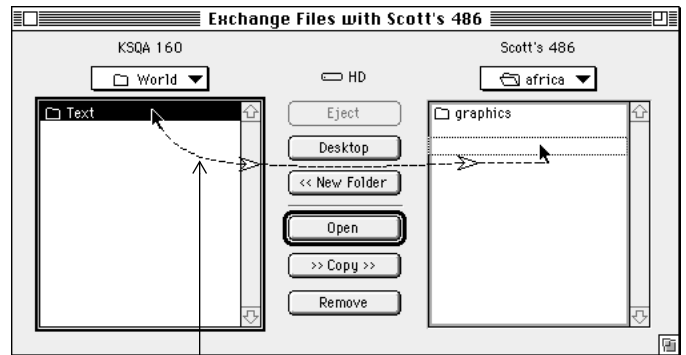 Exchange Files with Scott's 486
KSQA 160
World
Text
HD
Eject
Desktop
<< New Folder
Open
>> Copy >>
Remove
Scott's 486
africa
graphics